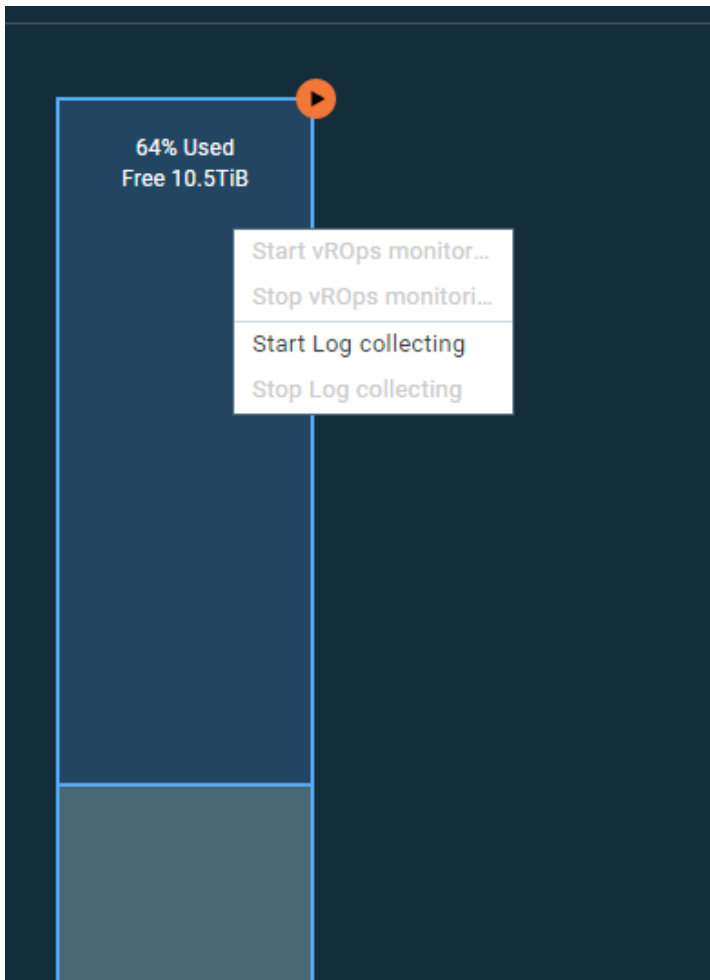 64% Used
Free 10.5TiB
Start vROps monitor...
Stop vROps monitori...
Start Log collecting
Stop Log collecting